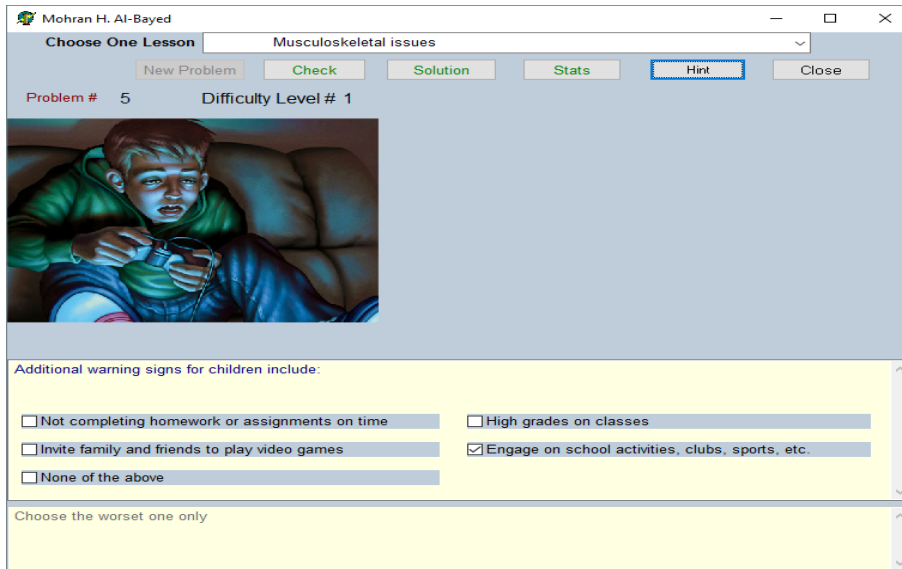 Mohran H. Al-Bayed
Choose One Lesson Musculoskeletal issues
New Problem Check Solution Stats Hint Close
Problem # 5 Difficulty Level # 1
Additional warning signs for children include:
Not completing homework or assignments on time High grades on classes
Invite family and friends to play video games Engage on school activities, clubs, sports, etc.
None of the above
Choose the worset one only